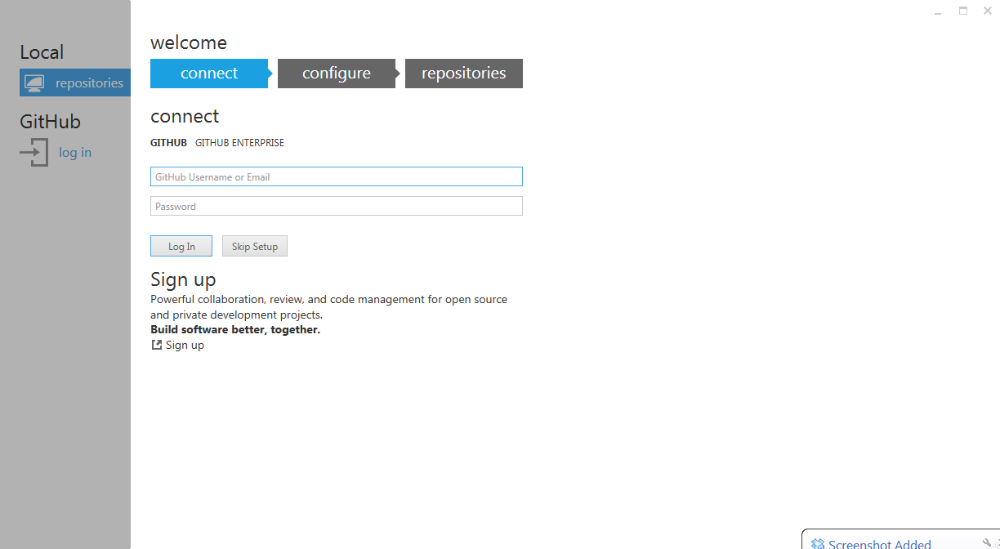 Local
repositories
GitHub
log in
welcome
connect configure repositories
connect
GITHUB GITHUB ENTERPRISE
GitHub Username or Email
Password
Log In Skip Setup
Sign up
Powerful collaboration, review, and code management for open source
and private development projects.
Build software better, together.
Sign up
Screenshot Added